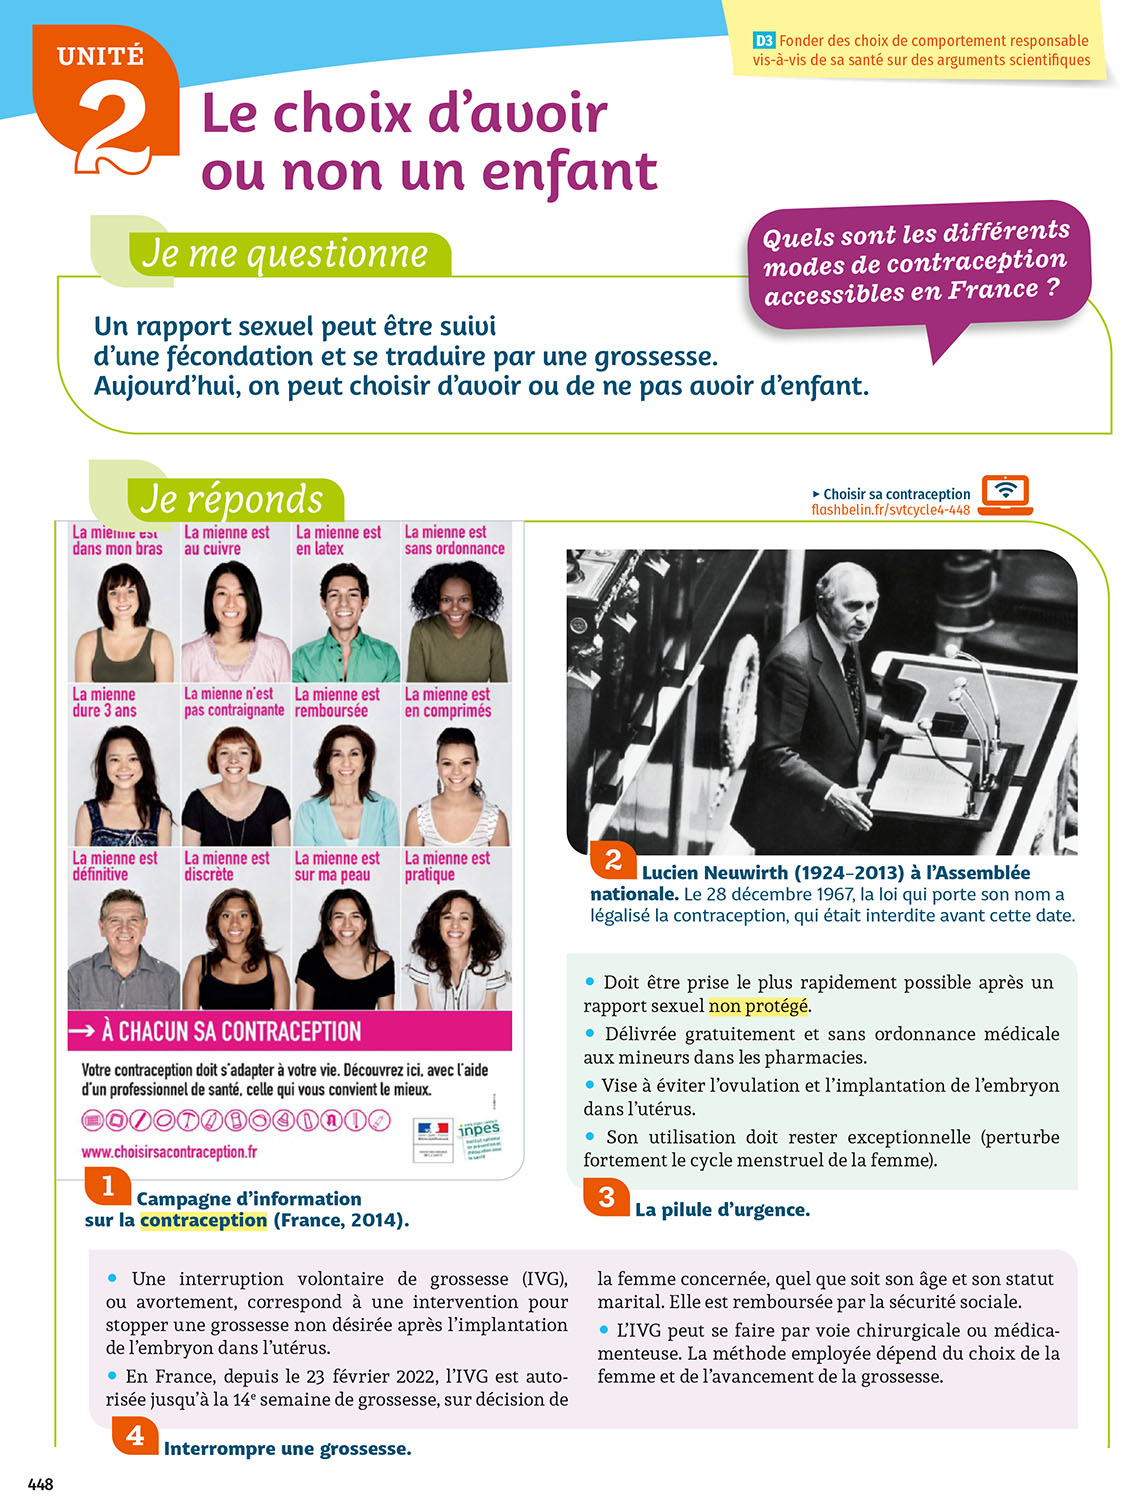 UNITÉ
2
D3 Fonder des choix de comportement responsable
vis-à-vis de sa santé sur des arguments scientifiques
Le choix d'avoir
ou non un enfant
Je me questionne
Quels sont les différents
modes de contraception
accessibles en France ?
Un rapport sexuel peut être suivi
d'une fécondation et se traduire par une grossesse.
Aujourd'hui, on peut choisir d'avoir ou de ne pas avoir d'enfant.
Je réponds
▸ Choisir sa contraception
flashbelin.fr/svtcycle4-448
La mienne est
dans mon bras
La mienne est
au cuivre
La mienne est
en latex
La mienne est
sans ordonnance
La mienne
dure 3 ans
La mienne n'est
pas contraignante
La mienne est
remboursée
La mienne est
en comprimés
La mienne est
définitive
La mienne est
discrète
La mienne est
sur ma peau
La mienne est
pratique
→ À CHACUN SA CONTRACEPTION
Votre contraception doit s'adapter à votre vie. Découvrez ici, avec l'aide
d'un professionnel de santé, celle qui vous convient le mieux.
inpes
www.choisirsacontraception.fr
1 Campagne d'information
sur la contraception (France, 2014).
2 Lucien Neuwirth (1924–2013) à l'Assemblée
nationale. Le 28 décembre 1967, la loi qui porte son nom a
légalisé la contraception, qui était interdite avant cette date.
• Doit être prise le plus rapidement possible après un
rapport sexuel non protégé.
• Délivrée gratuitement et sans ordonnance médicale
aux mineurs dans les pharmacies.
• Vise à éviter l'ovulation et l'implantation de l'embryon
dans l'utérus.
• Son utilisation doit rester exceptionnelle (perturbe
fortement le cycle menstruel de la femme).
3 La pilule d'urgence.
• Une interruption volontaire de grossesse (IVG),
ou avortement, correspond à une intervention pour
stopper une grossesse non désirée après l'implantation
de l'embryon dans l'utérus.
• En France, depuis le 23 février 2022, l'IVG est auto-
risée jusqu'à la 14e semaine de grossesse, sur décision de
la femme concernée, quel que soit son âge et son statut
marital. Elle est remboursée par la sécurité sociale.
• L'IVG peut se faire par voie chirurgicale ou médica-
menteuse. La méthode employée dépend du choix de la
femme et de l'avancement de la grossesse.
4 Interrompre une grossesse.
448